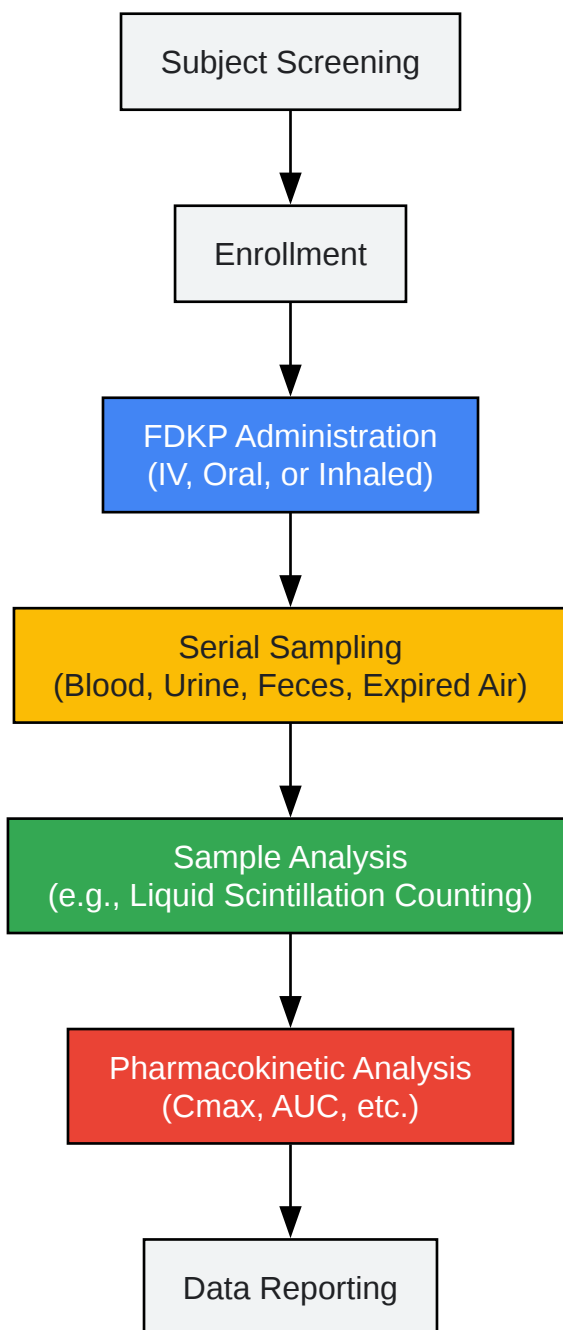 Subject Screening
Enrollment
FDKP Administration
(IV, Oral, or Inhaled)
Serial Sampling
(Blood, Urine, Feces, Expired Air)
Sample Analysis
(e.g., Liquid Scintillation Counting)
Pharmacokinetic Analysis
(Cmax, AUC, etc.)
Data Reporting